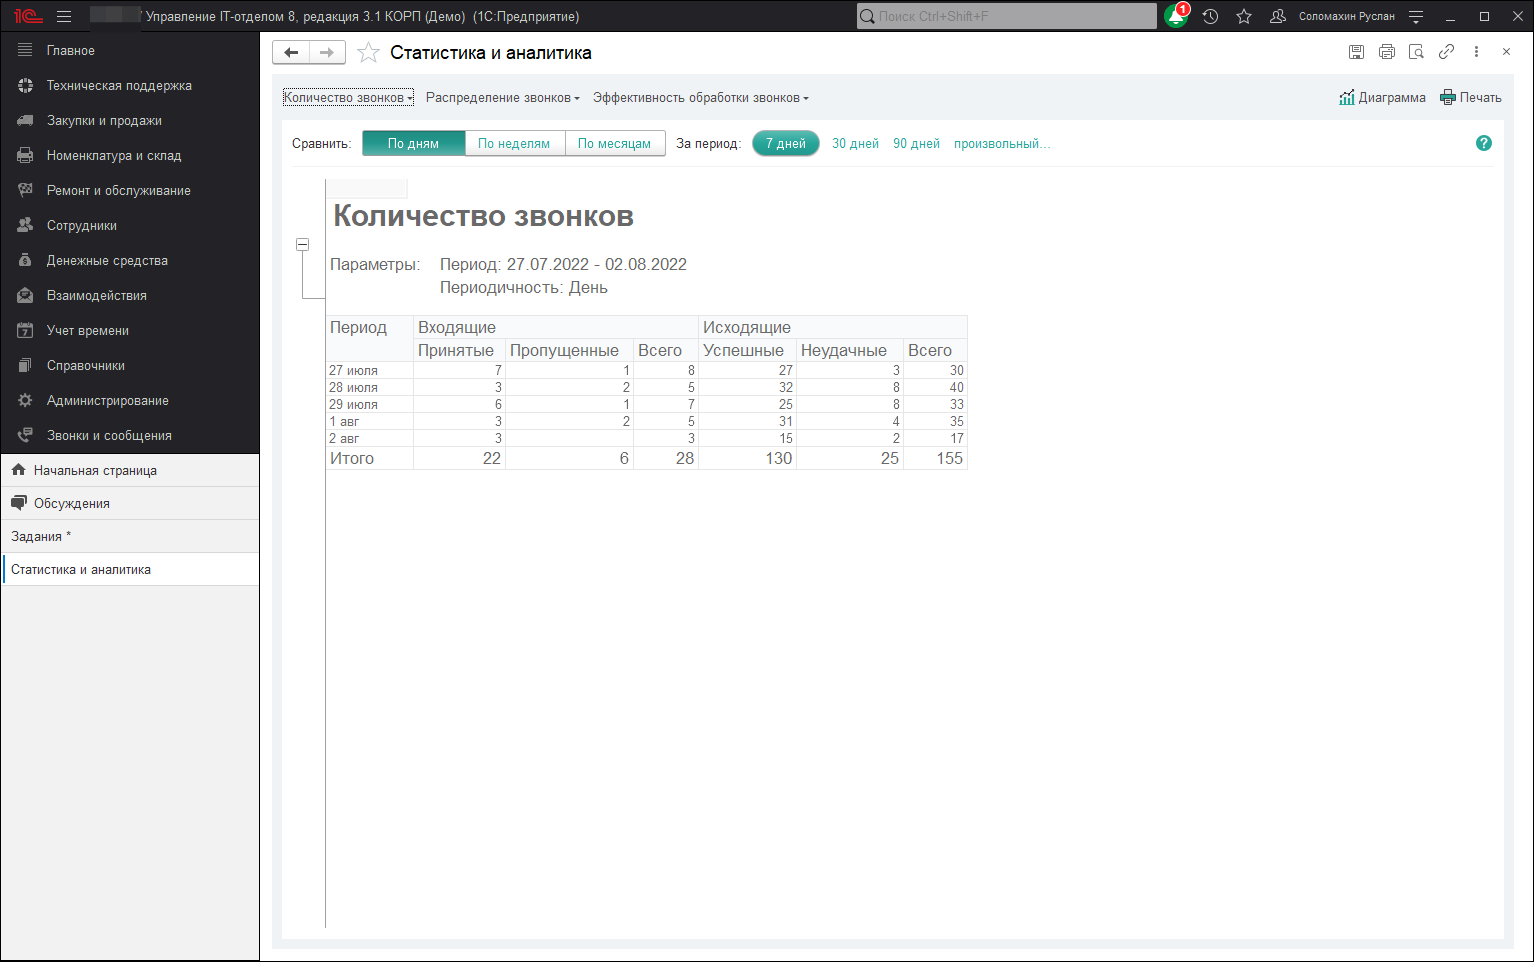 1С Управление IT-отделом 8, редакция 3.1 КОРП (Демо) (1С:Предприятие) Поиск Ctrl+Shift+F 1 Соломахин Руслан
Главное
Техническая поддержка
Закупки и продажи
Номенклатура и склад
Ремонт и обслуживание
Сотрудники
Денежные средства
Взаимодействия
7 Учет времени
Справочники
Администрирование
Звонки и сообщения
Начальная страница
Обсуждения
Задания *
Статистика и аналитика
Статистика и аналитика
Количество звонков Распределение звонков Эффективность обработки звонков Диаграмма Печать
Сравнить: По дням По неделям По месяцам За период: 7 дней 30 дней 90 дней произвольный... ?
Количество звонков
Параметры: Период: 27.07.2022 - 02.08.2022
Периодичность: День
Период Входящие Исходящие
Принятые Пропущенные Всего Успешные Неудачные Всего
27 июля 7 1 8 27 3 30
28 июля 3 2 5 32 8 40
29 июля 6 1 7 25 8 33
1 авг 3 2 5 31 4 35
2 авг 3 3 15 2 17
Итого 22 6 28 130 25 155